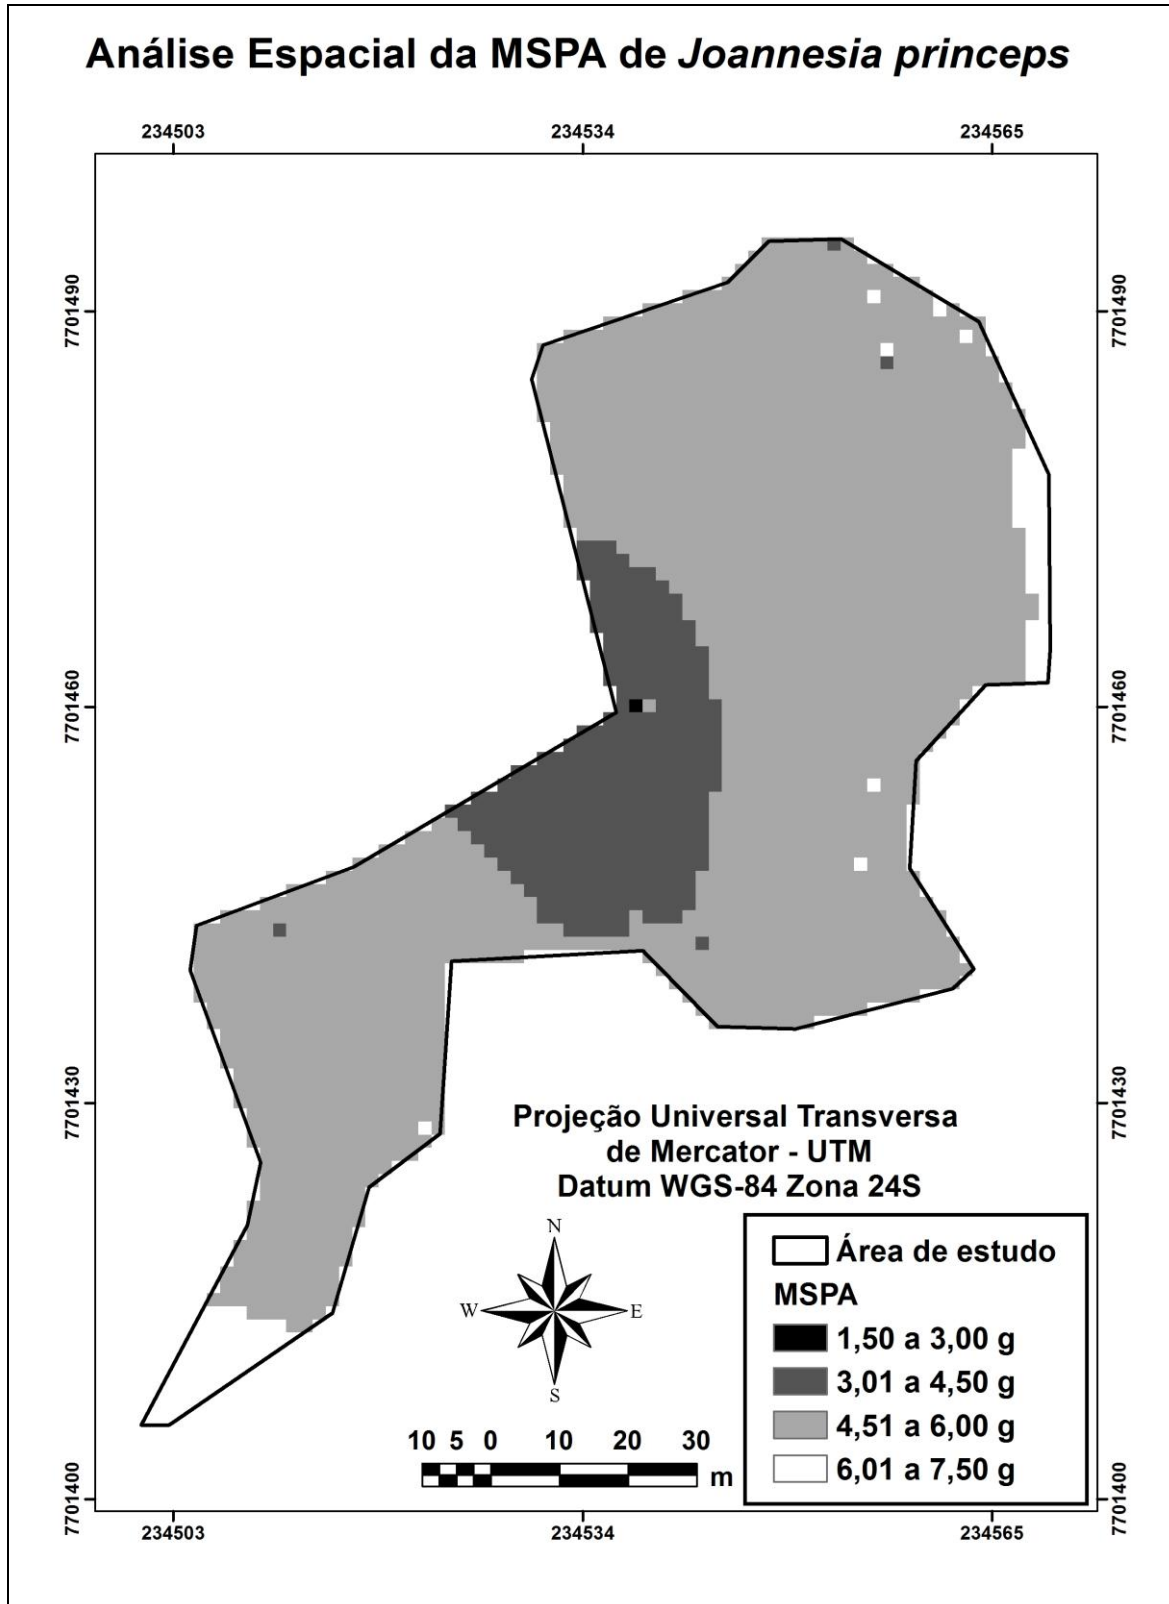 Análise Espacial da MSPA de Joannesia princeps
234503 234534 234565
7701490 7701490
7701460 7701460
7701430 7701430
Projeção Universal Transversa
de Mercator - UTM
Datum WGS-84 Zona 24S
N
W E
S
10 5 0 10 20 30
m
Área de estudo
MSPA
1,50 a 3,00 g
3,01 a 4,50 g
4,51 a 6,00 g
6,01 a 7,50 g
7701400 7701400
234503 234534 234565